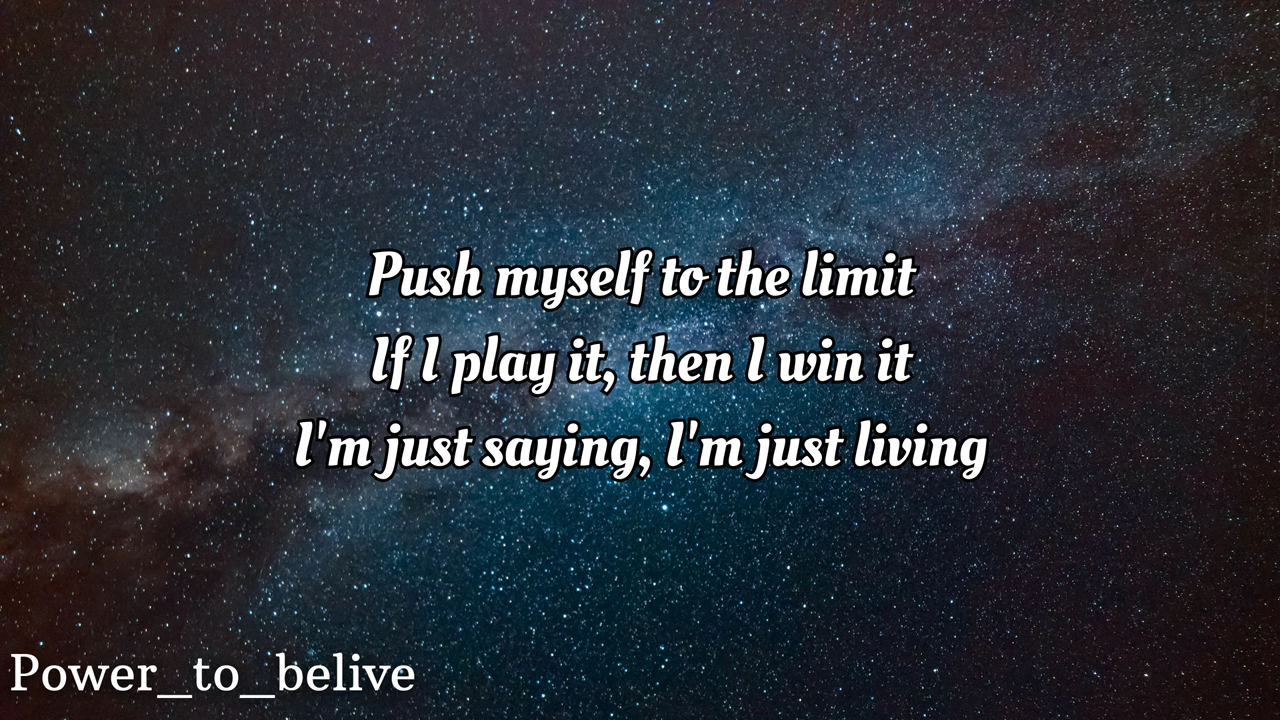 Push myself to the limit
If I play it, then I win it
I'm just saying, I'm just living
Power_to_belive